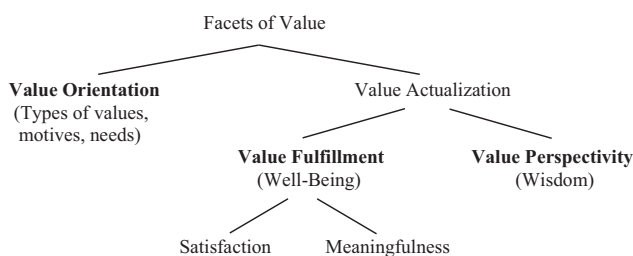 Facets of Value
Value Orientation
(Types of values,
motives, needs)
Value Actualization
Value Fulfillment
(Well-Being)
Value Perspectivity
(Wisdom)
Satisfaction
Meaningfulness